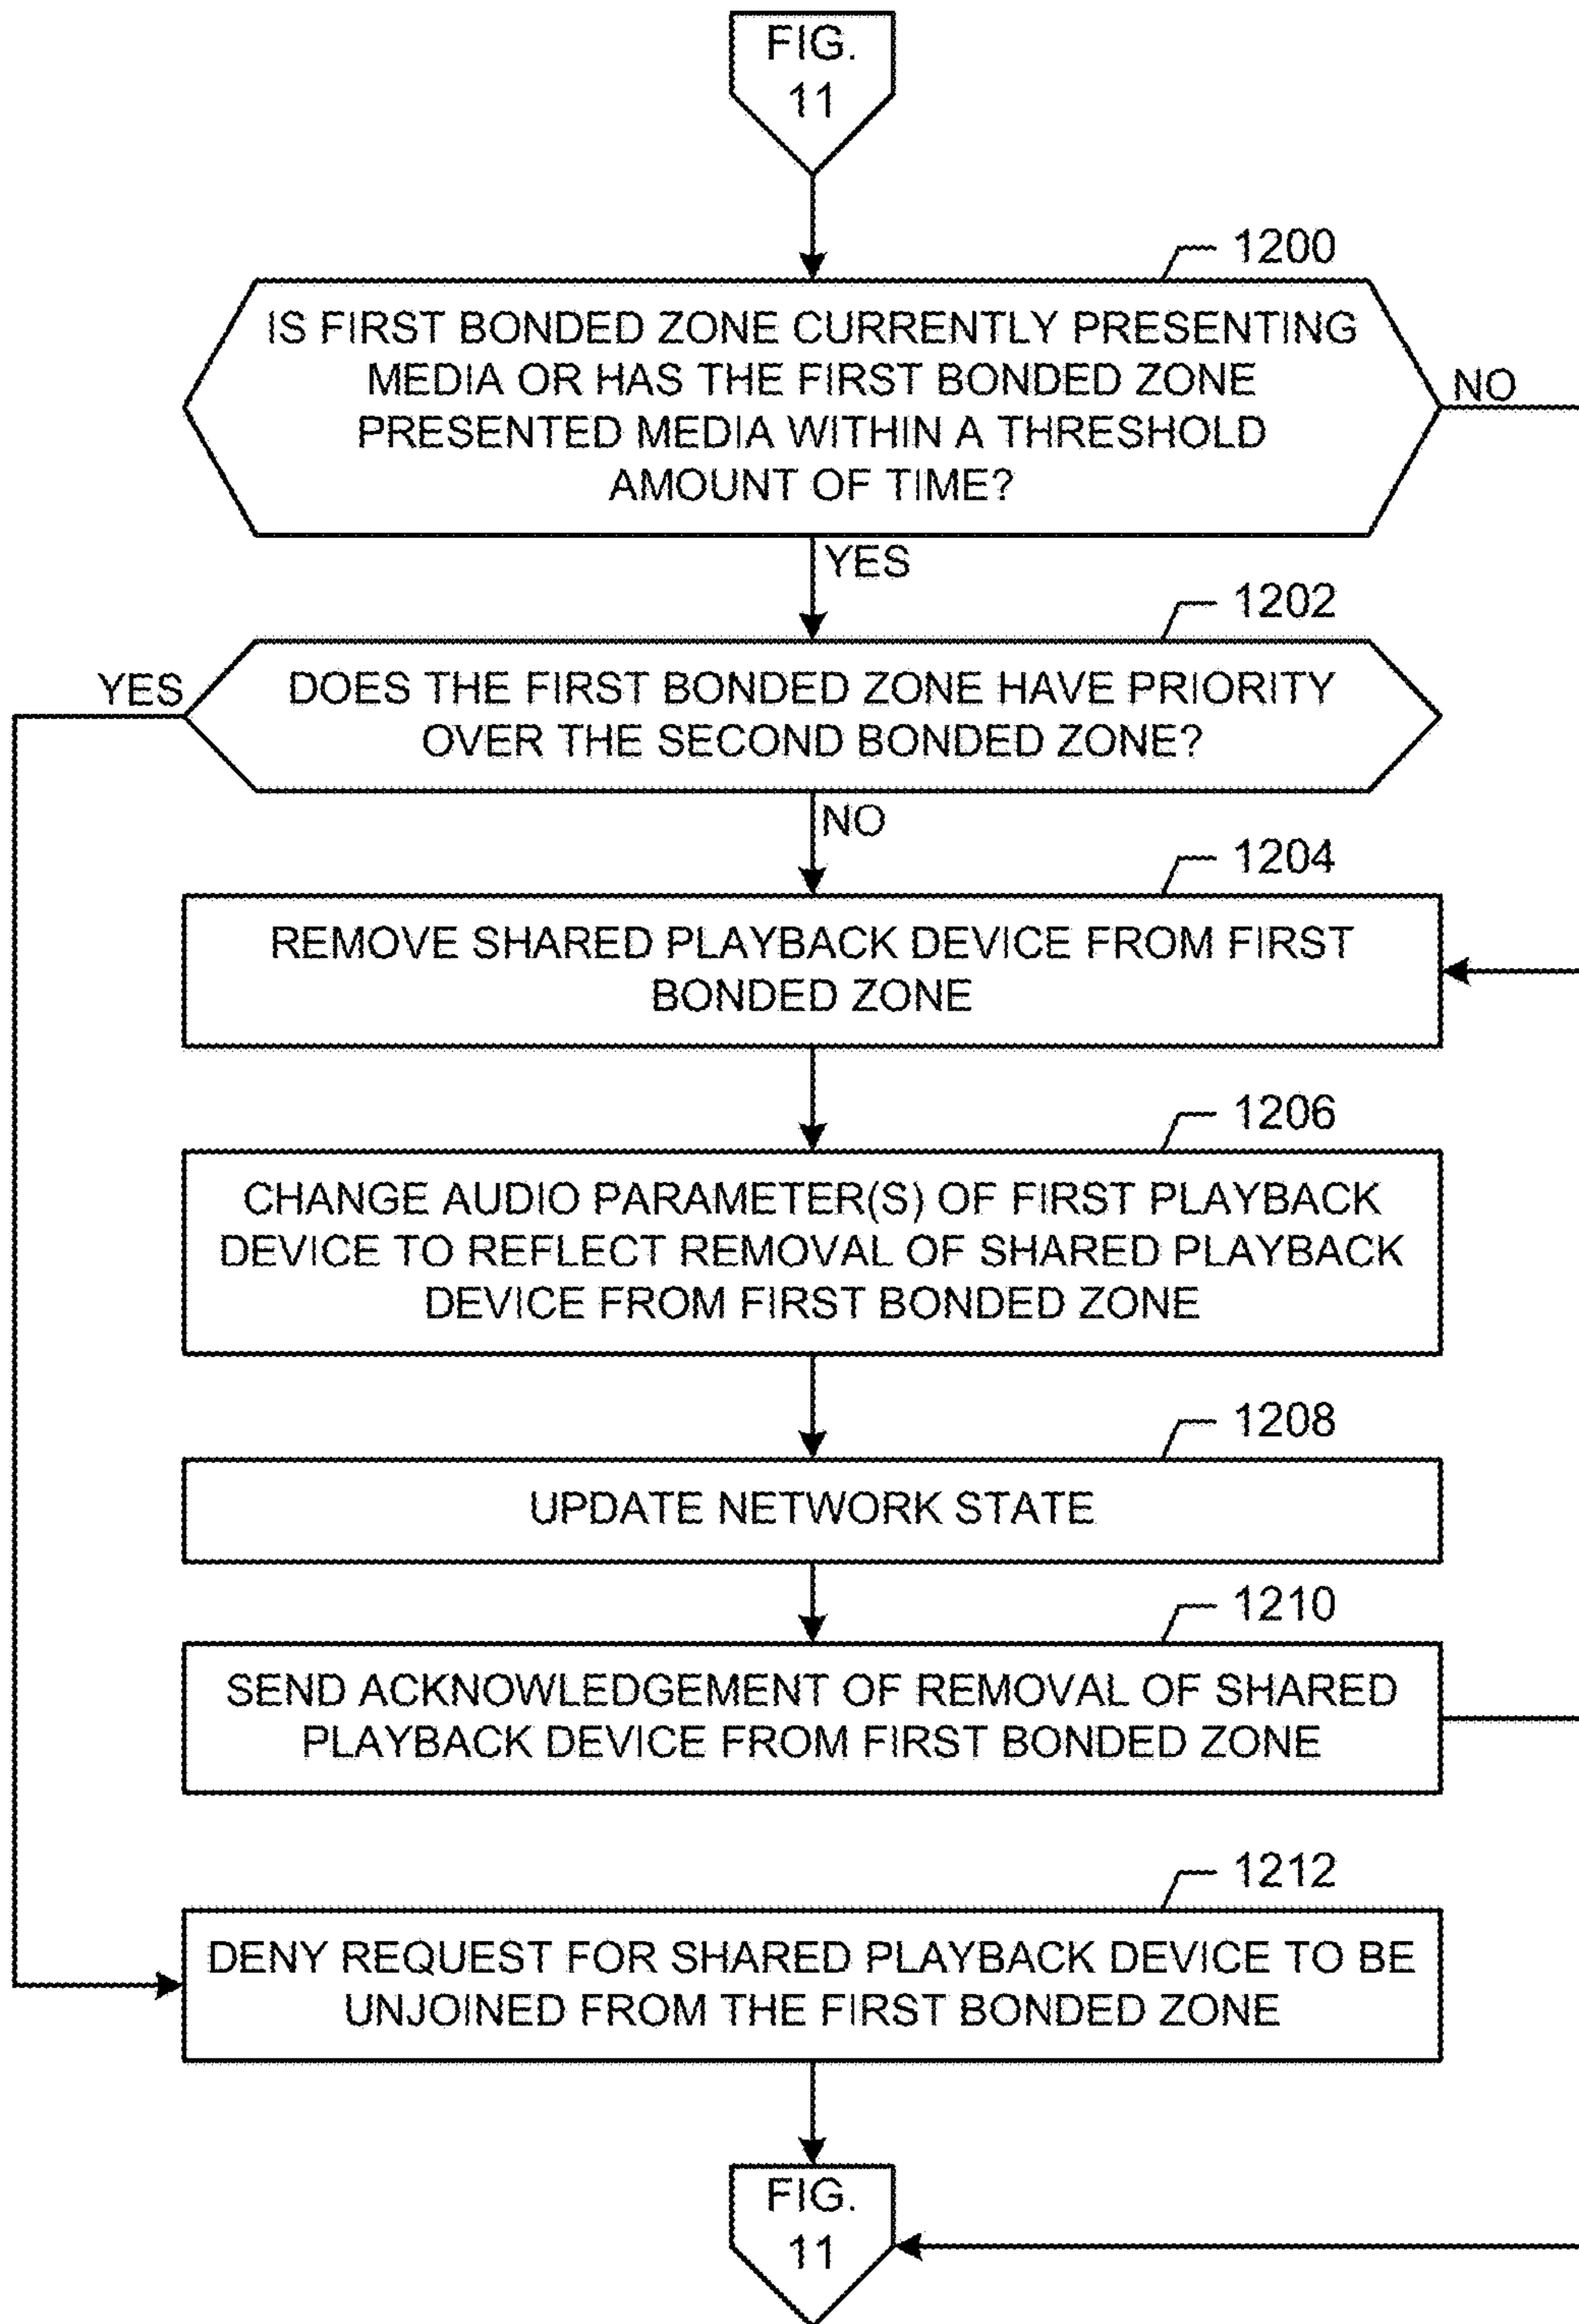 FIG.
11
1200
IS FIRST BONDED ZONE CURRENTLY PRESENTING
MEDIA OR HAS THE FIRST BONDED ZONE
PRESENTED MEDIA WITHIN A THRESHOLD
AMOUNT OF TIME?
NO
YES
1202
YES
DOES THE FIRST BONDED ZONE HAVE PRIORITY
OVER THE SECOND BONDED ZONE?
NO
1204
REMOVE SHARED PLAYBACK DEVICE FROM FIRST
BONDED ZONE
1206
CHANGE AUDIO PARAMETER(S) OF FIRST PLAYBACK
DEVICE TO REFLECT REMOVAL OF SHARED PLAYBACK
DEVICE FROM FIRST BONDED ZONE
1208
UPDATE NETWORK STATE
1210
SEND ACKNOWLEDGEMENT OF REMOVAL OF SHARED
PLAYBACK DEVICE FROM FIRST BONDED ZONE
1212
DENY REQUEST FOR SHARED PLAYBACK DEVICE TO BE
UNJOINED FROM THE FIRST BONDED ZONE
FIG.
11